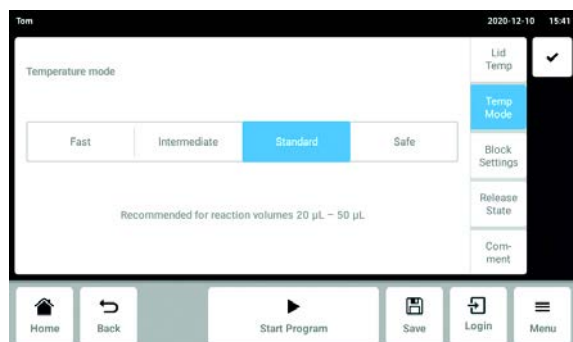 Tom
2020-12-10 15:41
Temperature mode
Fast
Intermediate
Standard
Safe
Recommended for reaction volumes 20 µL – 50 µL
Lid
Temp
Temp
Mode
Block
Settings
Release
State
Com-
ment
Home
Back
Start Program
Save
Login
Menu